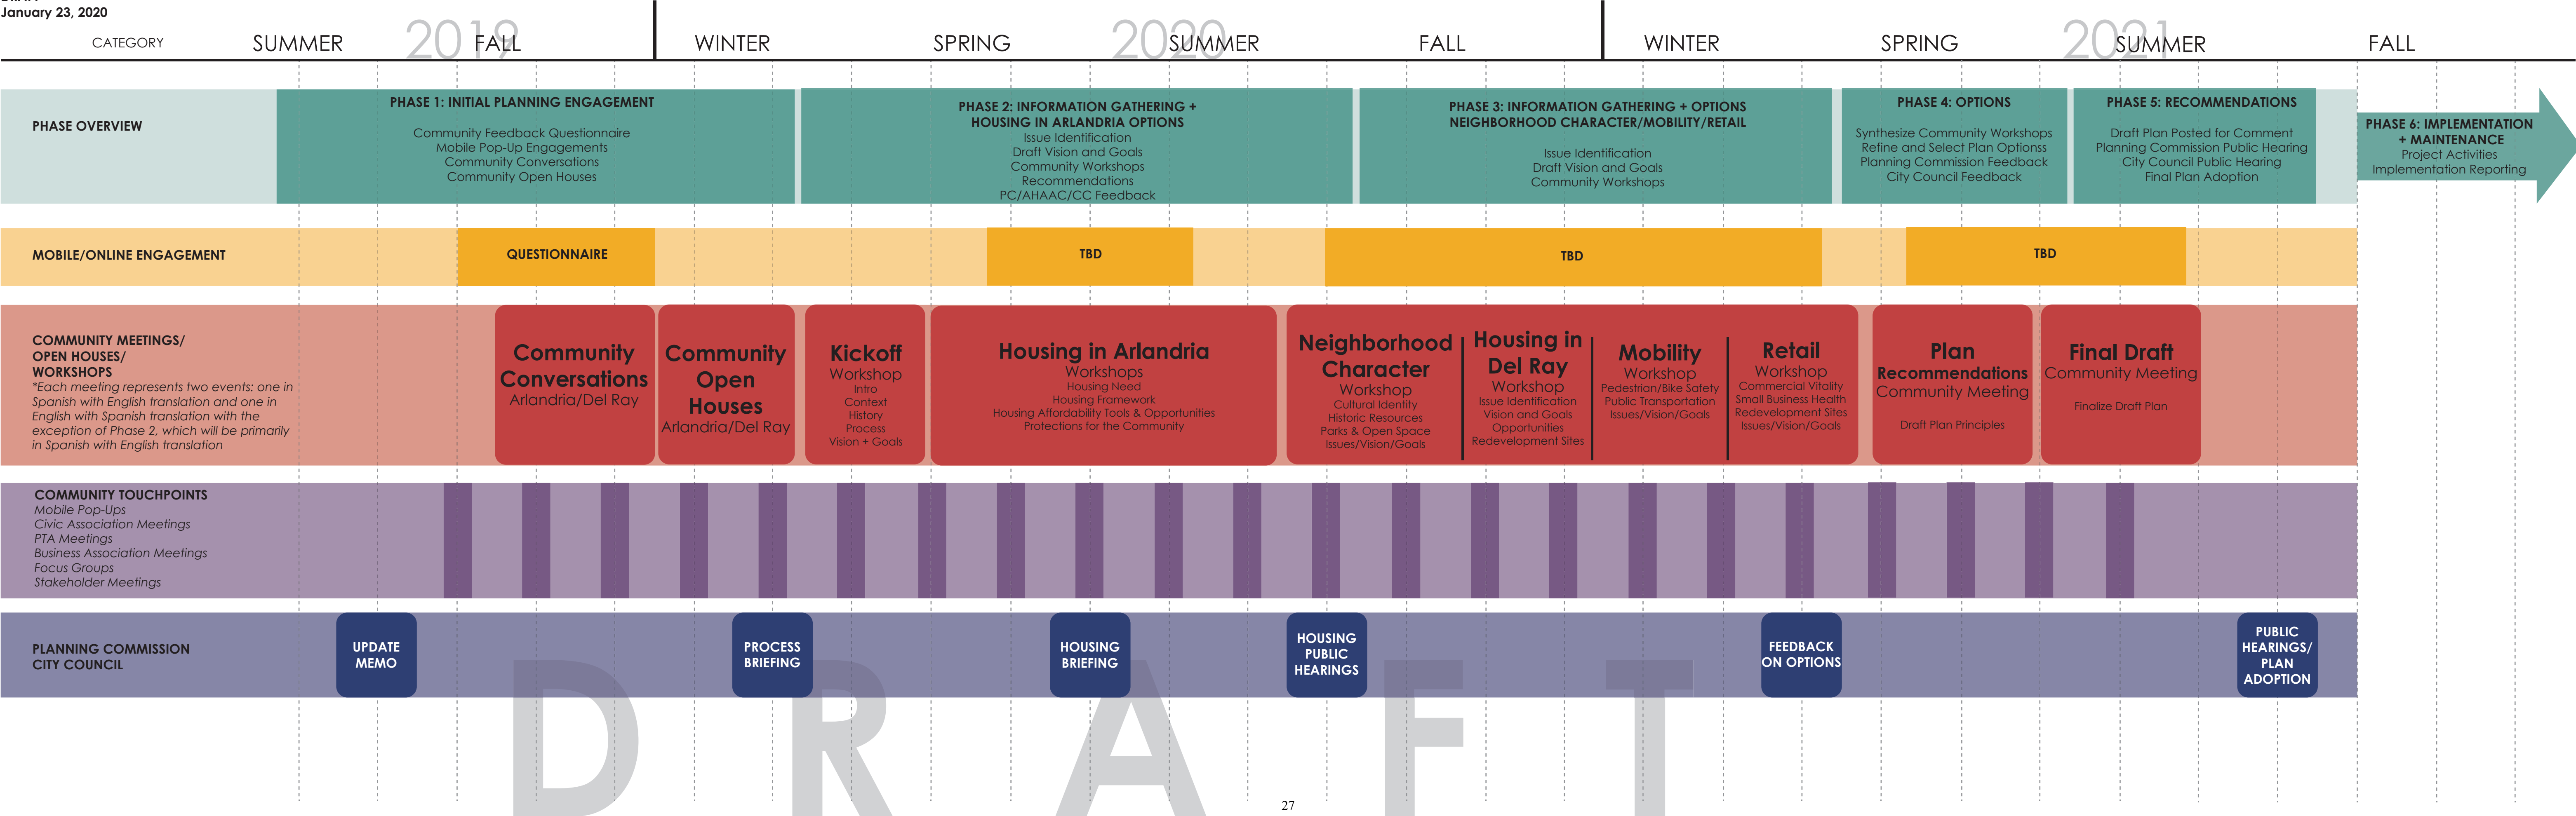 January 23, 2020
2019
2020
2021
CATEGORY
SUMMER
FALL
WINTER
SPRING
SUMMER
FALL
WINTER
SPRING
SUMMER
FALL
PHASE OVERVIEW
PHASE 1: INITIAL PLANNING ENGAGEMENT
Community Feedback Questionnaire
Mobile Pop-Up Engagements
Community Conversations
Community Open Houses
PHASE 2: INFORMATION GATHERING +
HOUSING IN ARLANDRIA OPTIONS
Issue Identification
Draft Vision and Goals
Community Workshops
Recommendations
PC/AHAAC/CC Feedback
PHASE 3: INFORMATION GATHERING + OPTIONS
NEIGHBORHOOD CHARACTER/MOBILITY/RETAIL
Issue Identification
Draft Vision and Goals
Community Workshops
PHASE 4: OPTIONS
Synthesize Community Workshops
Refine and Select Plan Optionss
Planning Commission Feedback
City Council Feedback
PHASE 5: RECOMMENDATIONS
Draft Plan Posted for Comment
Planning Commission Public Hearing
City Council Public Hearing
Final Plan Adoption
PHASE 6: IMPLEMENTATION
+ MAINTENANCE
Project Activities
Implementation Reporting
MOBILE/ONLINE ENGAGEMENT
QUESTIONNAIRE
TBD
TBD
TBD
COMMUNITY MEETINGS/
OPEN HOUSES/
WORKSHOPS
*Each meeting represents two events: one in
Spanish with English translation and one in
English with Spanish translation with the
exception of Phase 2, which will be primarily
in Spanish with English translation
Community
Conversations
Arlandria/Del Ray
Community
Open
Houses
Arlandria/Del Ray
Kickoff
Workshop
Intro
Context
History
Process
Vision + Goals
Housing in Arlandria
Workshops
Housing Need
Housing Framework
Housing Affordability Tools & Opportunities
Protections for the Community
Neighborhood
Character
Workshop
Cultural Identity
Historic Resources
Parks & Open Space
Issues/Vision/Goals
Housing in
Del Ray
Workshop
Issue Identification
Vision and Goals
Opportunities
Redevelopment Sites
Mobility
Workshop
Pedestrian/Bike Safety
Public Transportation
Issues/Vision/Goals
Retail
Workshop
Commercial Vitality
Small Business Health
Redevelopment Sites
Issues/Vision/Goals
Plan
Recommendations
Community Meeting
Draft Plan Principles
Final Draft
Community Meeting
Finalize Draft Plan
COMMUNITY TOUCHPOINTS
Mobile Pop-Ups
Civic Association Meetings
PTA Meetings
Business Association Meetings
Focus Groups
Stakeholder Meetings
PLANNING COMMISSION
CITY COUNCIL
UPDATE
MEMO
PROCESS
BRIEFING
HOUSING
BRIEFING
HOUSING
PUBLIC
HEARINGS
FEEDBACK
ON OPTIONS
PUBLIC
HEARINGS/
PLAN
ADOPTION
DRAFT
27